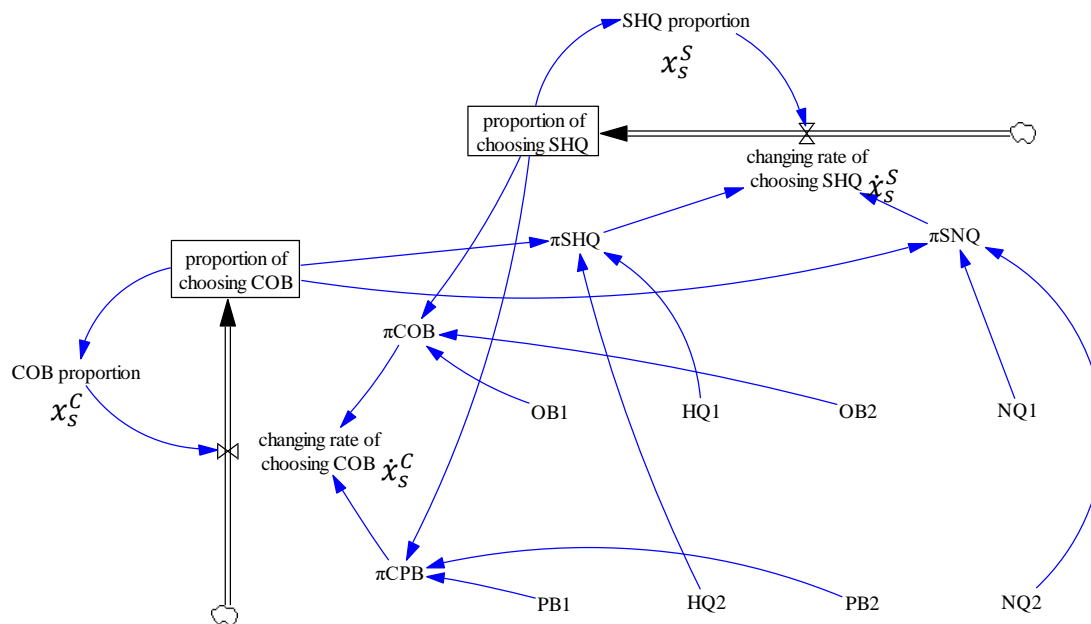 SHQ proportion
x_s^S
proportion of
choosing SHQ
changing rate of
choosing SHQ ẋ_s^S
πSHQ
πSNQ
proportion of
choosing COB
πCOB
COB proportion
x_s^C
OB1
HQ1
OB2
NQ1
changing rate of
choosing COB ẋ_s^C
πCPB
PB1
HQ2
PB2
NQ2